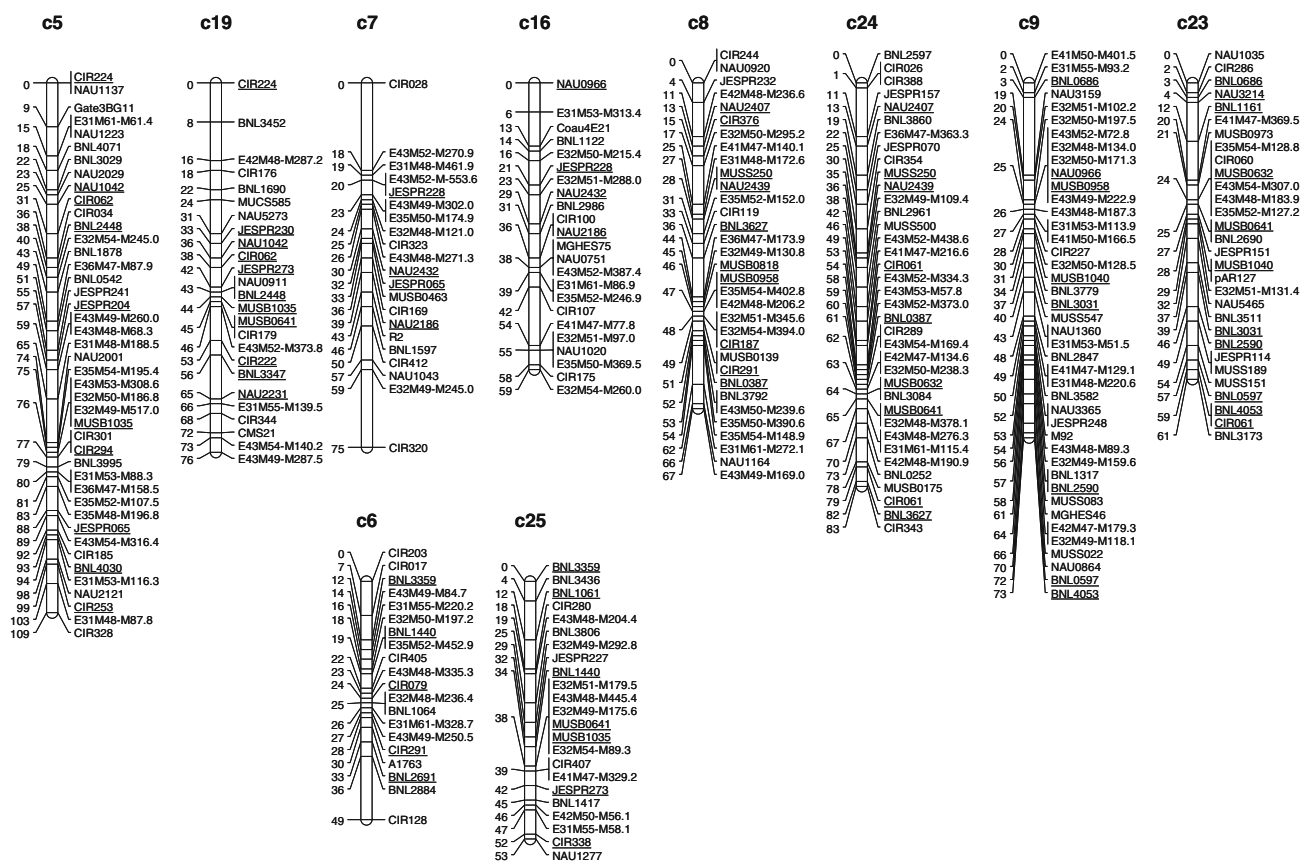 c5
0 CIR224
NAU1137
9 Gate3BG11
15 E31M61-M61.4
NAU1223
18 BNL4071
22 BNL3029
23 NAU2029
25 NAU1042
31 CIR062
36 CIR034
38 BNL2448
40 E32M54-M245.0
43 BNL1878
49 E36M47-M87.9
51 BNL0542
55 JESPR241
57 JESPR204
59 E43M49-M260.0
E43M48-M68.3
65 E31M48-M188.5
74 NAU2001
75 E35M54-M195.4
76 E43M53-M308.6
E32M50-M186.8
E32M49-M517.0
MUSB1035
77 CIR301
CIR294
79 BNL3995
80 E31M53-M88.3
E36M47-M158.5
81 E35M52-M107.5
83 E35M48-M196.8
88 JESPR065
89 E43M54-M316.4
92 CIR185
93 BNL4030
94 E31M53-M116.3
98 NAU2121
99 CIR253
103 E31M48-M87.8
109 CIR328
c19
0 CIR224
8 BNL3452
16 E42M48-M287.2
18 CIR176
22 BNL1690
24 MUCS585
31 NAU5273
33 JESPR230
36 NAU1042
38 CIR062
42 JESPR273
43 NAU0911
BNL2448
44 MUSB1035
45 MUSB0641
CIR179
46 E43M52-M373.8
53 CIR222
56 BNL3347
65 NAU2231
66 E31M55-M139.5
68 CIR344
72 CMS21
73 E43M54-M140.2
76 E43M49-M287.5
c7
0 CIR028
18 E43M52-M270.9
19 E31M48-M461.9
20 E43M52-M-553.6
JESPR228
23 E43M49-M302.0
E35M50-M174.9
24 E32M48-M121.0
25 CIR323
26 E43M48-M271.3
30 NAU2432
32 JESPR065
33 MUSB0463
36 CIR169
39 NAU2186
43 R2
46 BNL1597
50 CIR412
57 NAU1043
59 E32M49-M245.0
75 CIR320
c16
0 NAU0966
6 E31M53-M313.4
13 Coau4E21
14 BNL1122
16 E32M50-M215.4
21 JESPR228
23 E32M51-M288.0
29 NAU2432
31 BNL2986
36 CIR100
NAU2186
MGHES75
38 NAU0751
E43M52-M387.4
39 E31M61-M86.9
E35M52-M246.9
42 CIR107
54 E41M47-M77.8
E32M51-M97.0
55 NAU1020
E35M50-M369.5
58 CIR175
59 E32M54-M260.0
c8
0 CIR244
NAU0920
4 JESPR232
11 E42M48-M236.6
13 NAU2407
15 CIR376
17 E32M50-M295.2
25 E41M47-M140.1
27 E31M48-M172.6
28 MUSS250
NAU2439
31 E35M52-M152.0
33 CIR119
36 BNL3627
44 E36M47-M173.9
45 E32M49-M130.8
46 MUSB0818
47 MUSB0958
E35M54-M402.8
E42M48-M206.2
48 E32M51-M345.6
E32M54-M394.0
CIR187
49 MUSB0139
CIR291
51 BNL0387
52 BNL3792
E43M50-M239.6
53 E35M50-M390.6
54 E35M54-M148.9
62 E31M61-M272.1
66 NAU1164
67 E43M49-M169.0
c24
0 BNL2597
1 CIR026
CIR388
11 JESPR157
13 NAU2407
19 BNL3860
22 E36M47-M363.3
25 JESPR070
30 CIR354
35 MUSS250
36 NAU2439
38 E32M49-M109.4
42 BNL2961
46 MUSS500
50 E43M52-M438.6
53 E41M47-M216.6
54 CIR061
58 E43M52-M334.3
59 E43M53-M57.8
60 E43M52-M373.0
61 BNL0387
62 CIR289
E43M54-M169.4
63 E42M47-M134.6
E32M50-M238.3
64 MUSB0632
BNL3084
65 MUSB0641
E32M48-M378.1
67 E43M48-M276.3
E31M61-M115.4
70 E42M48-M190.9
73 BNL0252
78 MUSB0175
79 CIR061
82 BNL3627
83 CIR343
c9
0 E41M50-M401.5
2 E31M55-M93.2
3 BNL0686
19 NAU3159
20 E32M51-M102.2
24 E32M50-M197.5
25 E43M52-M72.8
E32M48-M134.0
E32M50-M171.3
NAU0966
MUSB0958
E43M49-M222.9
26 E43M48-M187.3
27 E31M53-M113.9
E41M50-M166.5
28 CIR227
30 E32M50-M128.5
31 MUSB1040
34 BNL3779
37 BNL3031
40 MUSS547
43 NAU1360
E31M53-M51.5
48 BNL2847
49 E41M47-M129.1
E31M48-M220.6
50 BNL3582
52 NAU3365
JESPR248
53 M92
54 E43M48-M89.3
56 E32M49-M159.6
57 BNL1317
BNL2590
58 MUSS083
61 MGHES46
64 E42M47-M179.3
E32M49-M118.1
66 MUSS022
70 NAU0864
72 BNL0597
73 BNL4053
c23
0 NAU1035
2 CIR286
3 BNL0686
4 NAU3214
12 BNL1161
20 E41M47-M369.5
21 MUSB0973
24 E35M54-M128.8
CIR060
MUSB0632
E43M54-M307.0
E43M48-M183.9
E35M52-M127.2
25 MUSB0641
BNL2690
27 JESPR151
28 MUSB1040
pAR127
29 E32M51-M131.4
32 NAU5465
37 BNL3511
39 BNL3031
46 BNL2590
49 JESPR114
MUSS189
54 MUSS151
57 BNL0597
59 BNL4053
CIR061
61 BNL3173
c6
0 CIR203
7 CIR017
12 BNL3359
14 E43M49-M84.7
16 E31M55-M220.2
18 E32M50-M197.2
19 BNL1440
E35M52-M452.9
22 CIR405
23 E43M48-M335.3
24 CIR079
25 E32M48-M236.4
BNL1064
26 E31M61-M328.7
27 E43M49-M250.5
28 CIR291
30 A1763
33 BNL2691
36 BNL2884
49 CIR128
c25
0 BNL3359
4 BNL3436
12 BNL1061
18 CIR280
19 E43M48-M204.4
25 BNL3806
29 E32M49-M292.8
32 JESPR227
34 BNL1440
38 E32M51-M179.5
E43M48-M445.4
E32M49-M175.6
MUSB0641
MUSB1035
E32M54-M89.3
39 CIR407
E41M47-M329.2
42 JESPR273
45 BNL1417
46 E42M50-M56.1
47 E31M55-M58.1
52 CIR338
53 NAU1277